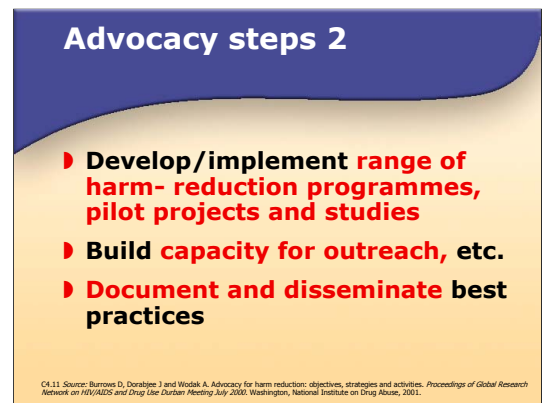 Advocacy steps 2
Develop/implement range of
harm- reduction programmes,
pilot projects and studies
Build capacity for outreach, etc.
Document and disseminate best
practices
C4.11 Source: Burrows D, Dorabjee J and Wodak A. Advocacy for harm reduction: objectives, strategies and activities. Proceedings of Global Research
Network on HIV/AIDS and Drug Use Durban Meeting July 2000. Washington, National Institute on Drug Abuse, 2001.